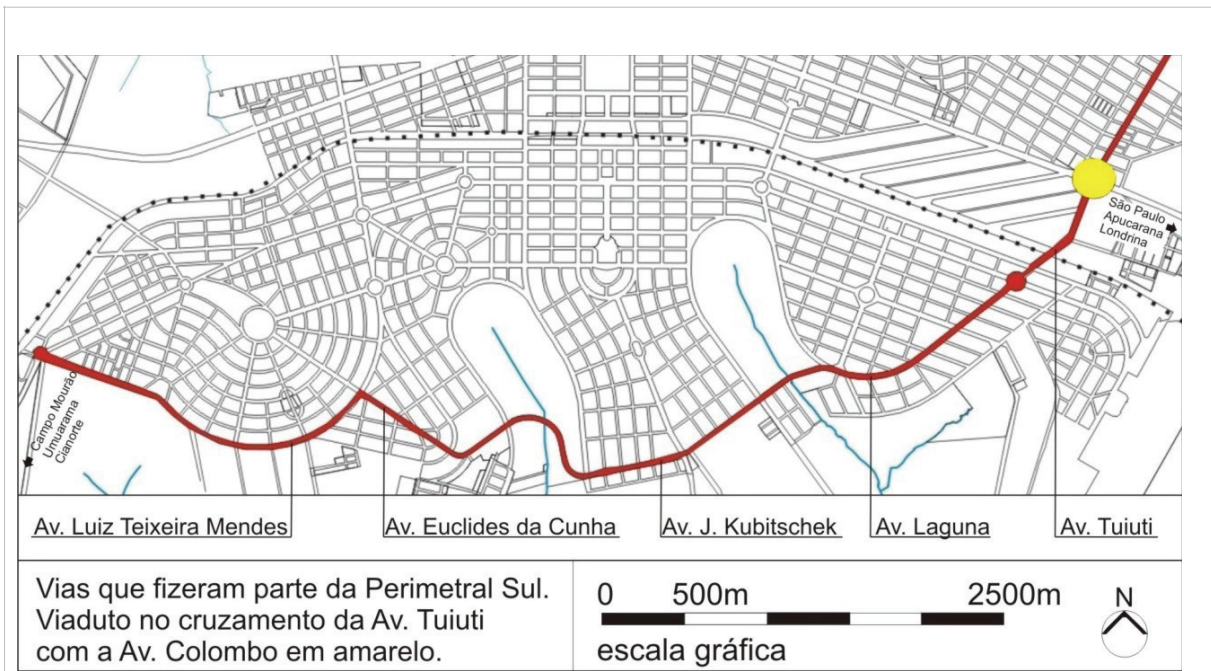 São Paulo
Apucarana
Londrina
Campo Mourão
Umuarama
Cianorte
Av. Luiz Teixeira Mendes
Av. Euclides da Cunha
Av. J. Kubitschek
Av. Laguna
Av. Tuiuti
Vias que fizeram parte da Perimetral Sul.
Viaduto no cruzamento da Av. Tuiuti
com a Av. Colombo em amarelo.
0 500m 2500m
escala gráfica
N